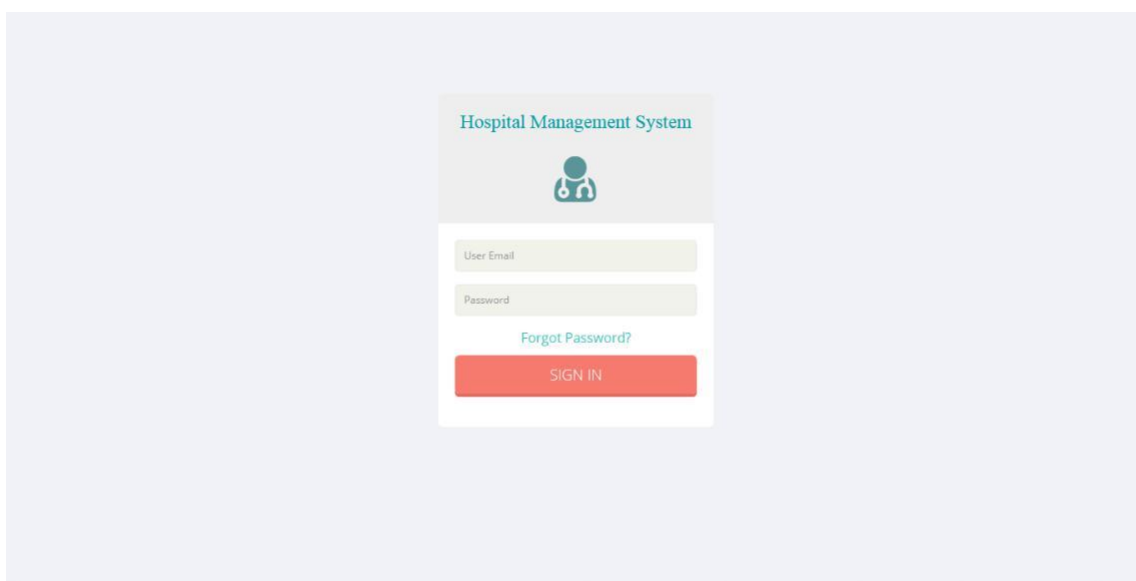 Hospital Management System
User Email
Password
Forgot Password?
SIGN IN